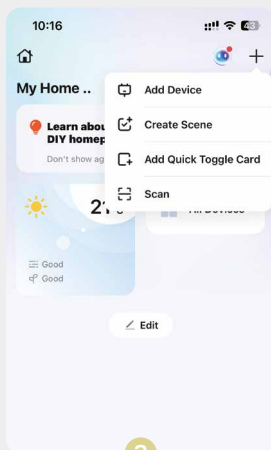 10:16
43
My Home ..
Learn abou
DIY homep
Don't show ag
Add Device
Create Scene
Add Quick Toggle Card
Scan
Good
Good
Edit